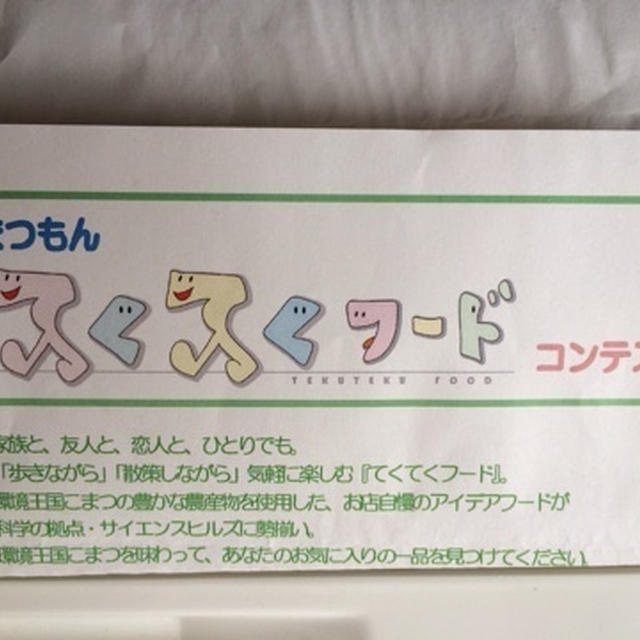 まつもん
てくてくフード
TEKUTEKU FOOD
コンテス
家族と、友人と、恋人と、ひとりでも。
「歩きながら」「散策しながら」気軽に楽しむ『てくてくフード』。
環境王国こまつの豊かな農産物を使用した、お店自慢のアイデアフードが
科学の拠点・サイエンスヒルズに勢揃い。
環境王国こまつを味わって、あなたのお気に入りの一品を見つけてください